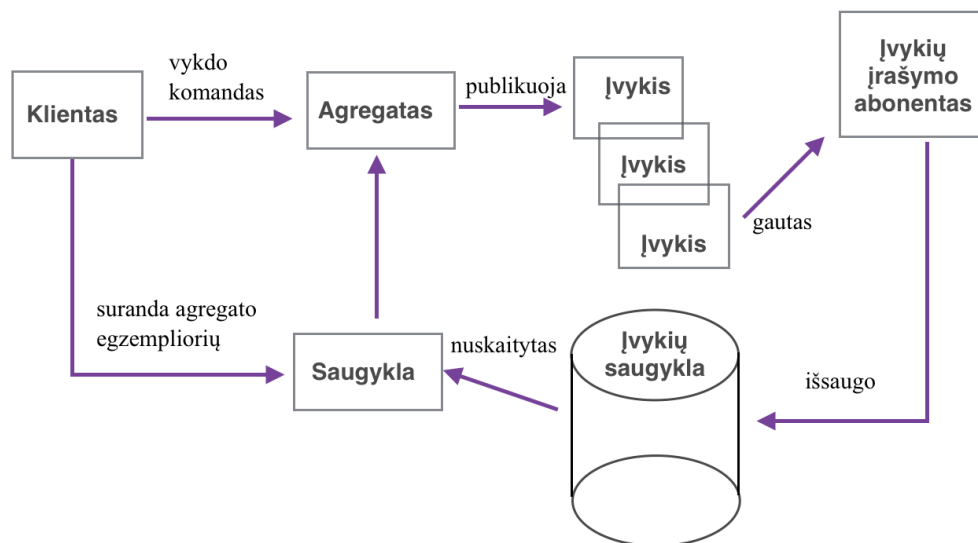 vykdo
komandas
Klientas
Agregatas
publikuoja
Įvykis
Įvykis
Įvykis
gautas
Įvykių
įrašymo
abonentas
suranda agregato
egzempliorių
Saugykla
nuskaitytas
Įvykių
saugykla
išsaugo